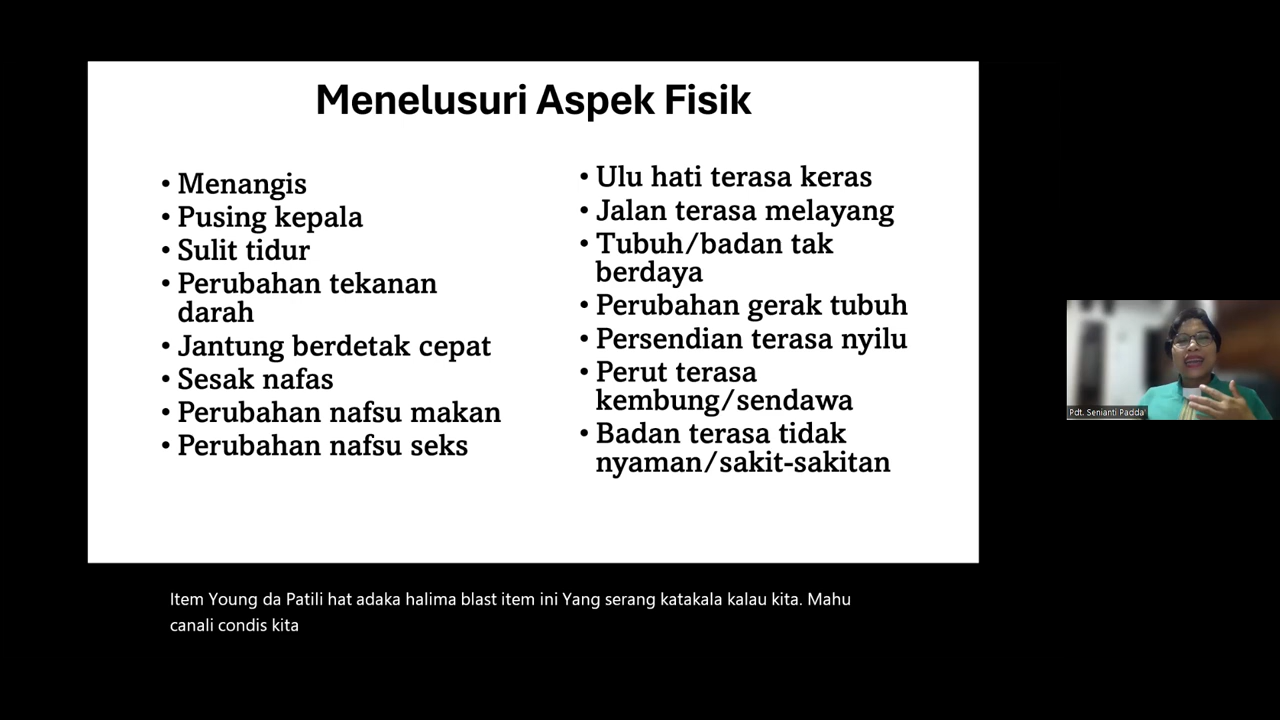 Menelusuri Aspek Fisik
• Menangis
• Pusing kepala
• Sulit tidur
• Perubahan tekanan
darah
• Jantung berdetak cepat
• Sesak nafas
• Perubahan nafsu makan
• Perubahan nafsu seks
• Ulu hati terasa keras
• Jalan terasa melayang
• Tubuh/badan tak
berdaya
• Perubahan gerak tubuh
• Persendian terasa nyilu
• Perut terasa
kembung/sendawa
• Badan terasa tidak
nyaman/sakit-sakitan
Pdt. Senianti Padda'
Item Young da Patili hat adaka halima blast item ini Yang serang katakala kalau kita. Mahu
canali condis kita